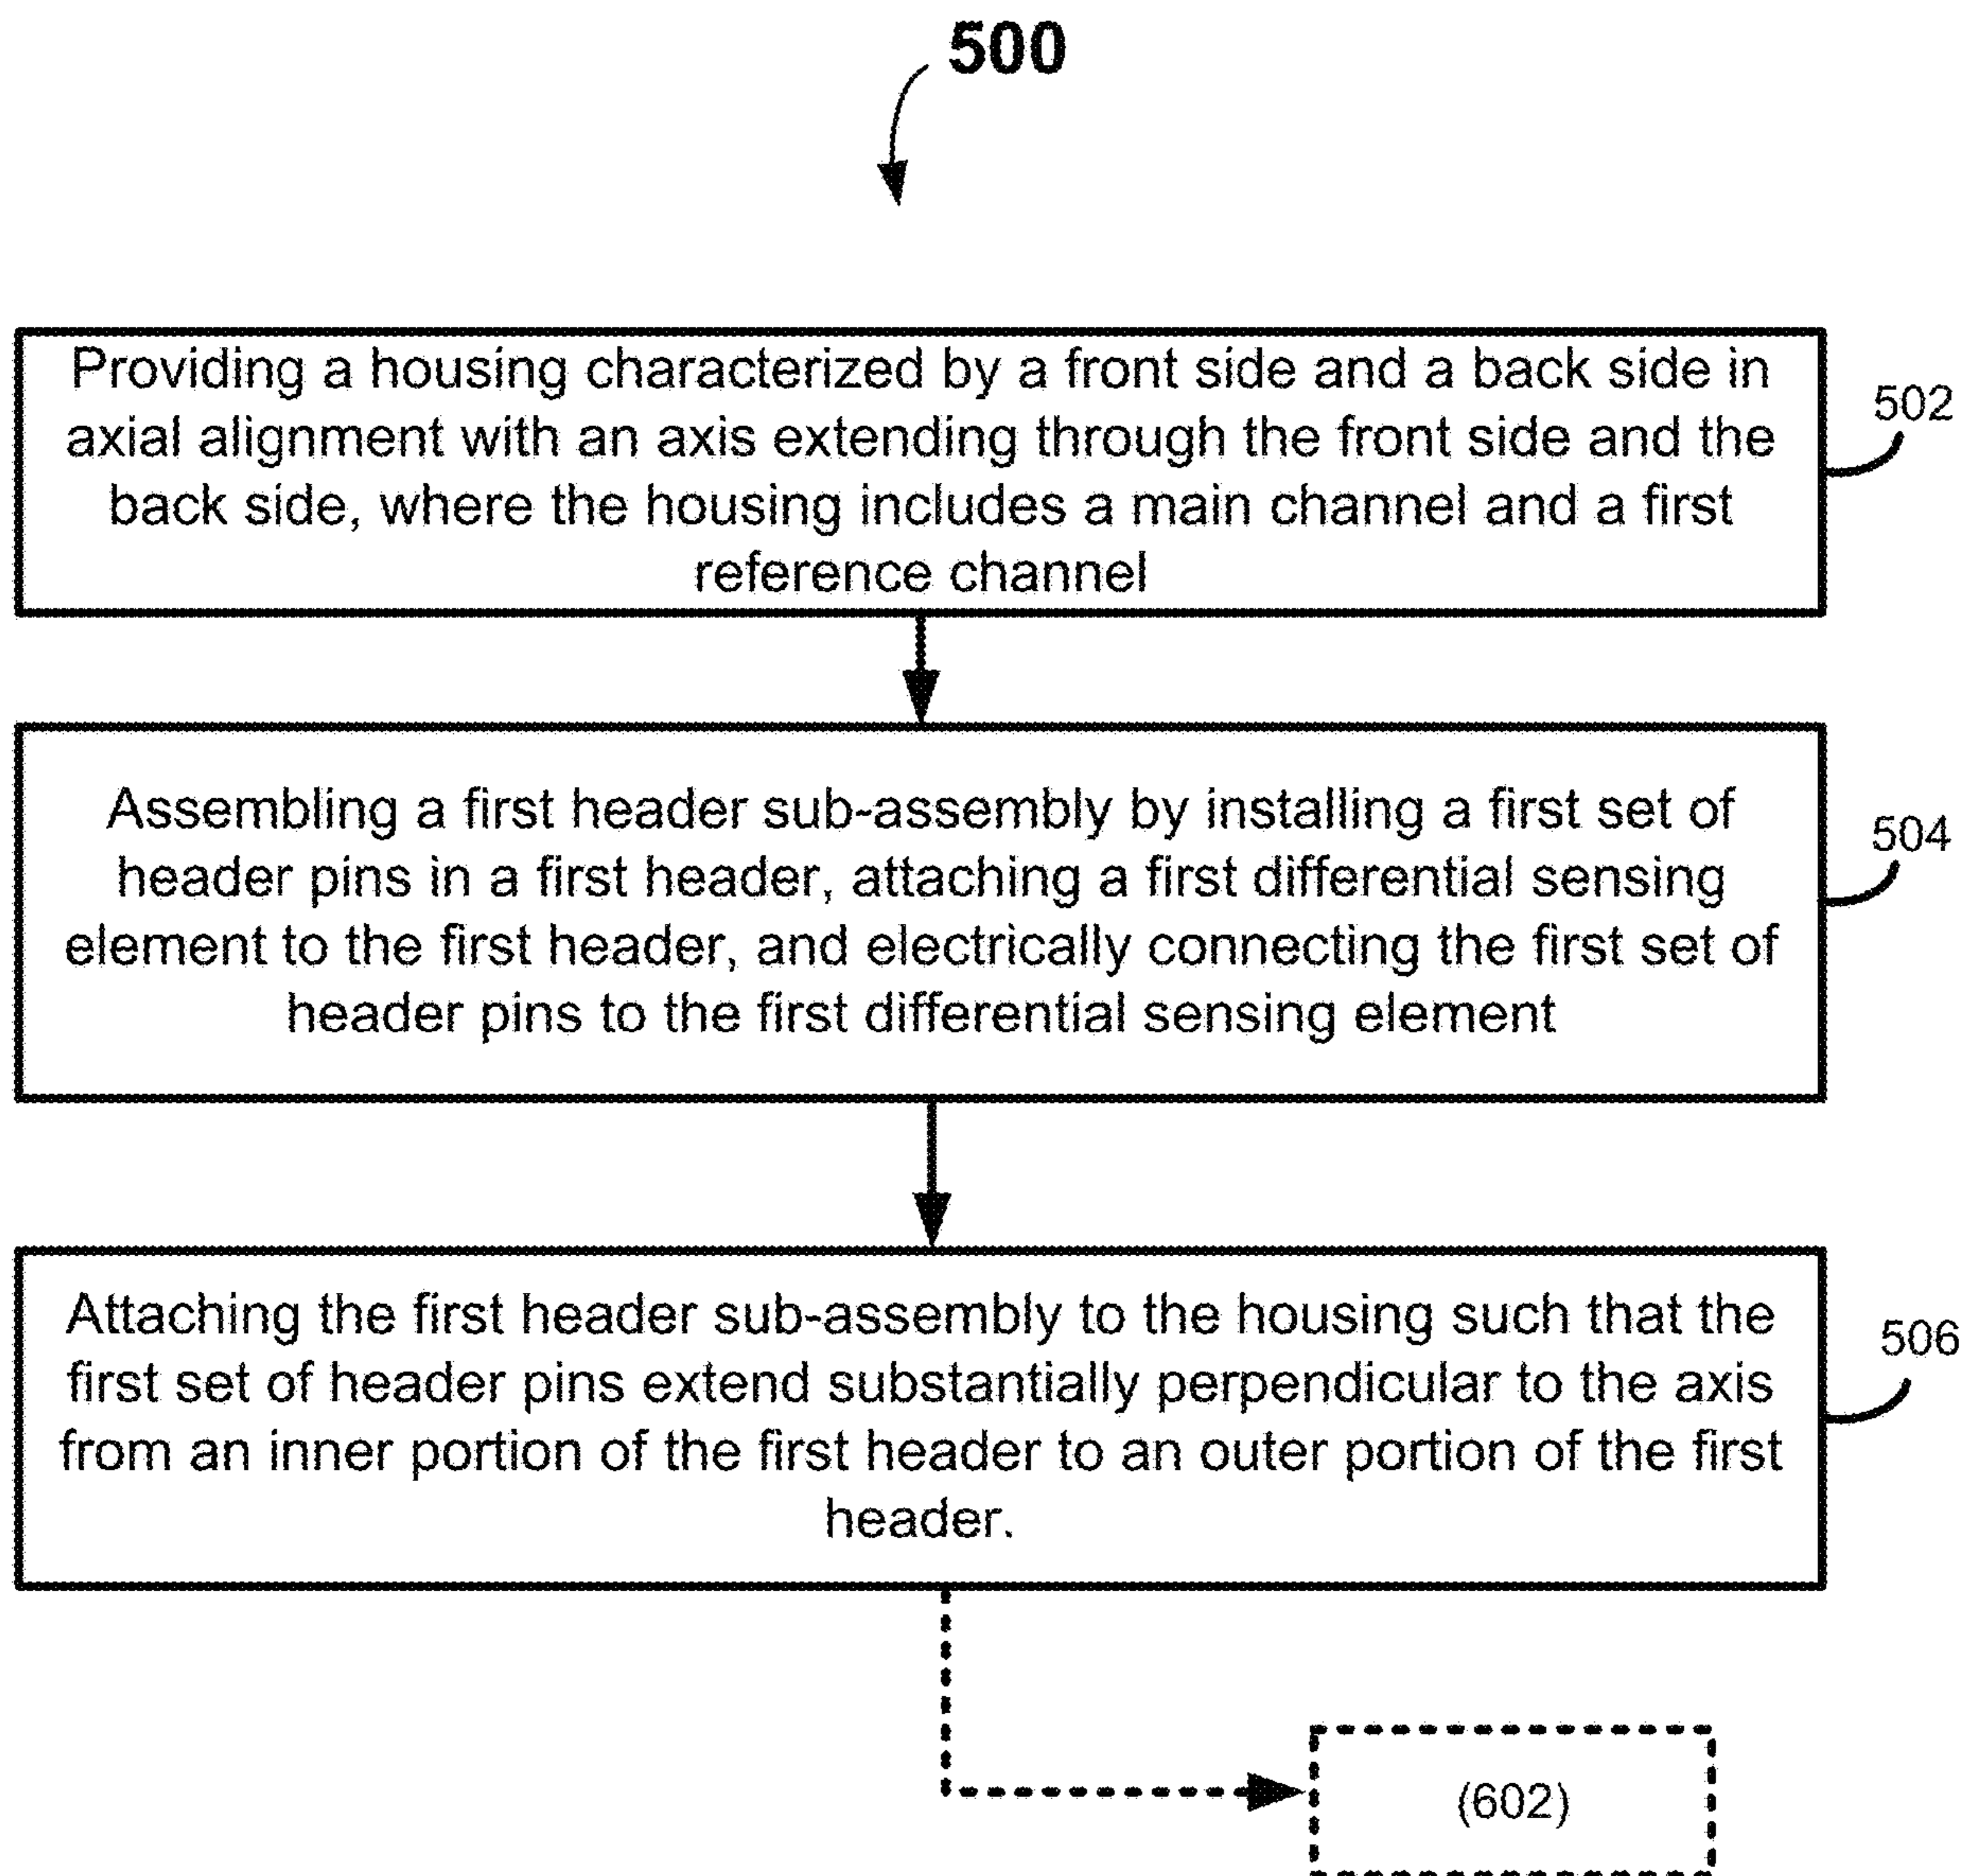 500
Providing a housing characterized by a front side and a back side in
axial alignment with an axis extending through the front side and the
back side, where the housing includes a main channel and a first
reference channel
502
Assembling a first header sub-assembly by installing a first set of
header pins in a first header, attaching a first differential sensing
element to the first header, and electrically connecting the first set of
header pins to the first differential sensing element
504
Attaching the first header sub-assembly to the housing such that the
first set of header pins extend substantially perpendicular to the axis
from an inner portion of the first header to an outer portion of the first
header.
506
(602)